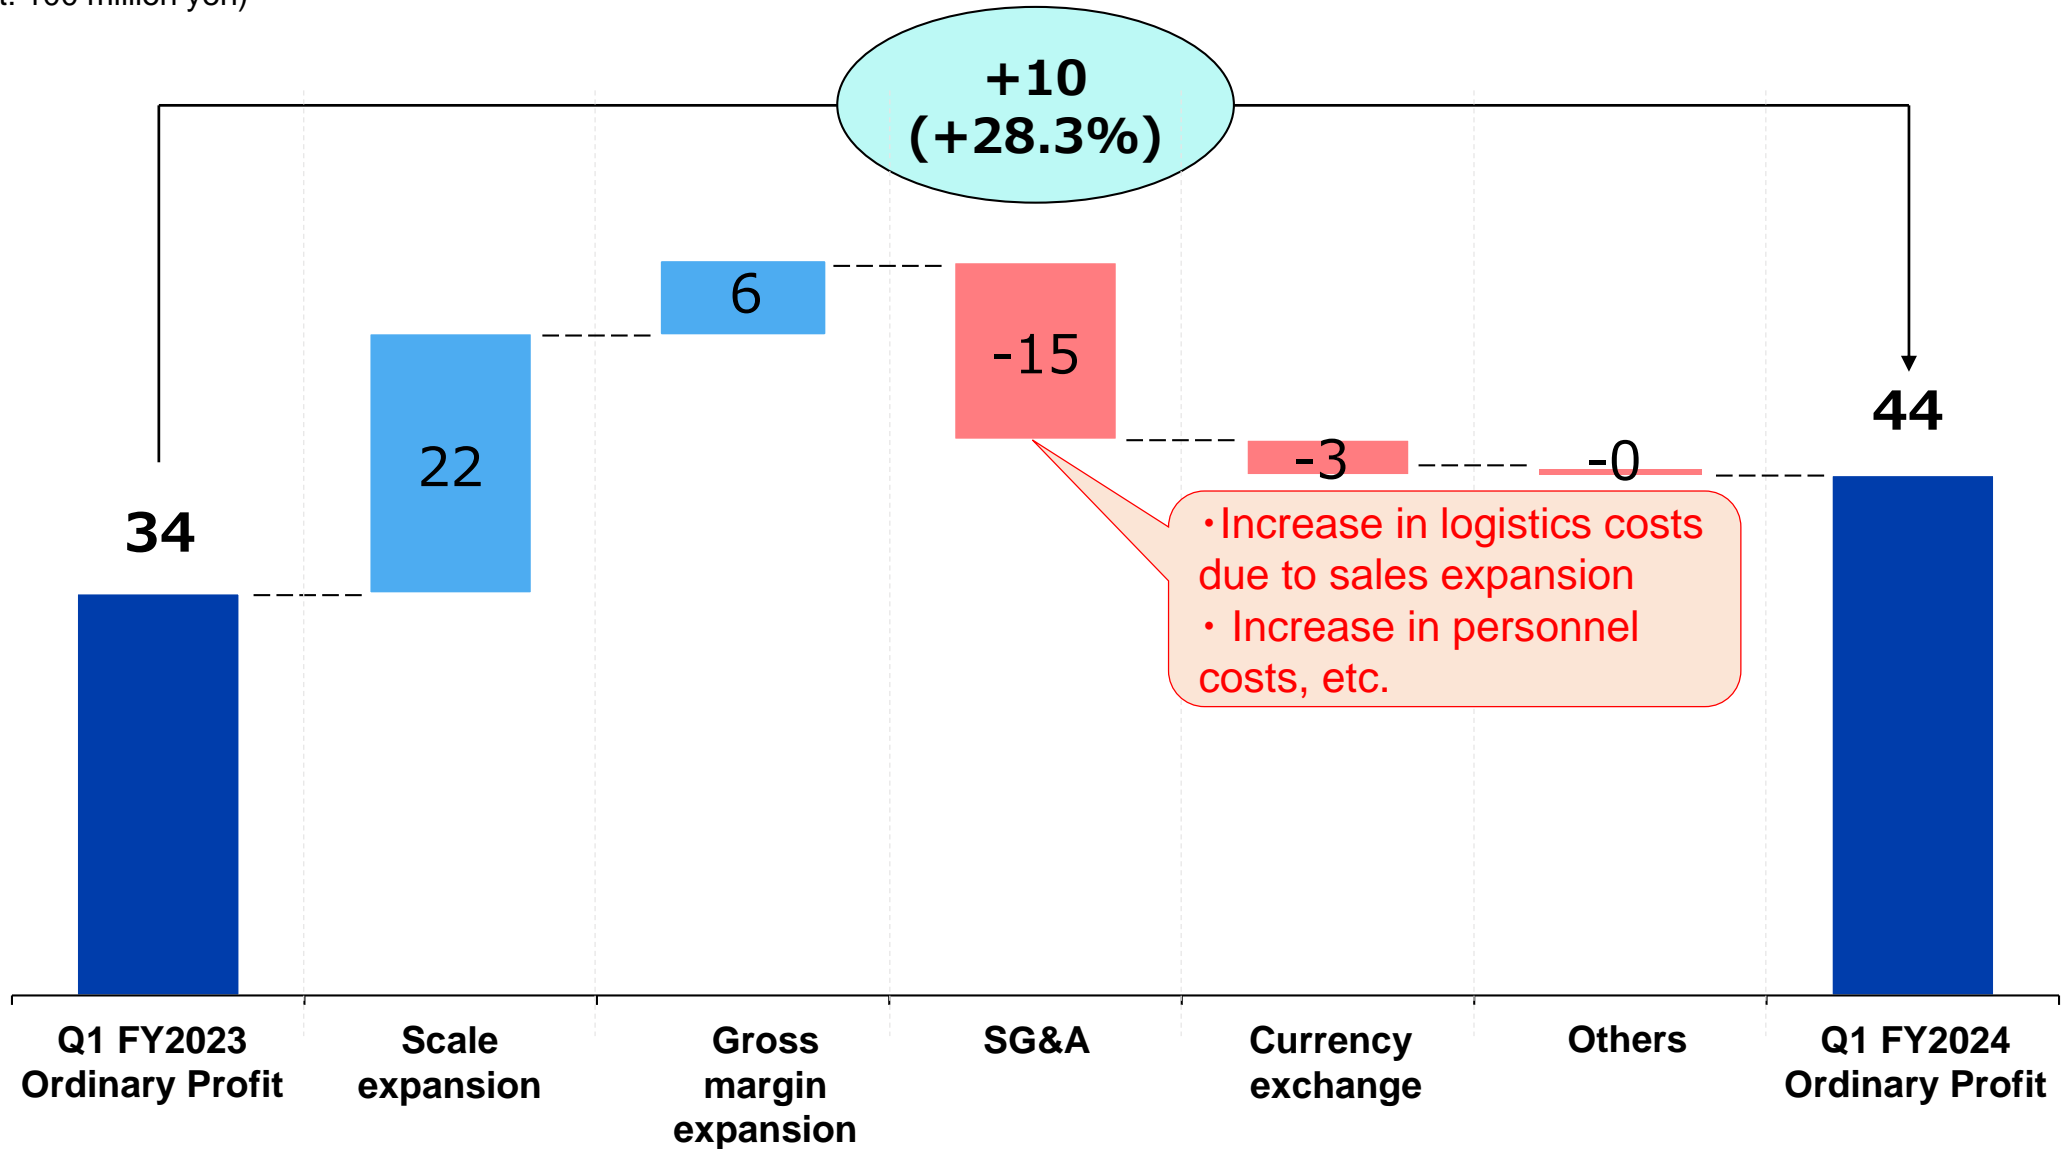 +10
(+28.3%)
6
-15
22
-3
-0
44
34
・Increase in logistics costs
due to sales expansion
・ Increase in personnel
costs, etc.
Q1 FY2023
Ordinary Profit
Scale
expansion
Gross
margin
expansion
SG&A
Currency
exchange
Others
Q1 FY2024
Ordinary Profit